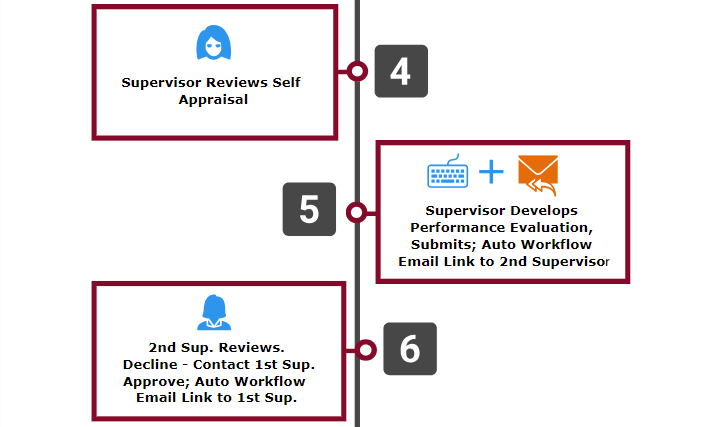 Supervisor Reviews Self
Appraisal
4
5
Supervisor Develops
Performance Evaluation,
Submits; Auto Workflow
Email Link to 2nd Supervisor
2nd Sup. Reviews.
Decline - Contact 1st Sup.
Approve; Auto Workflow
Email Link to 1st Sup.
6